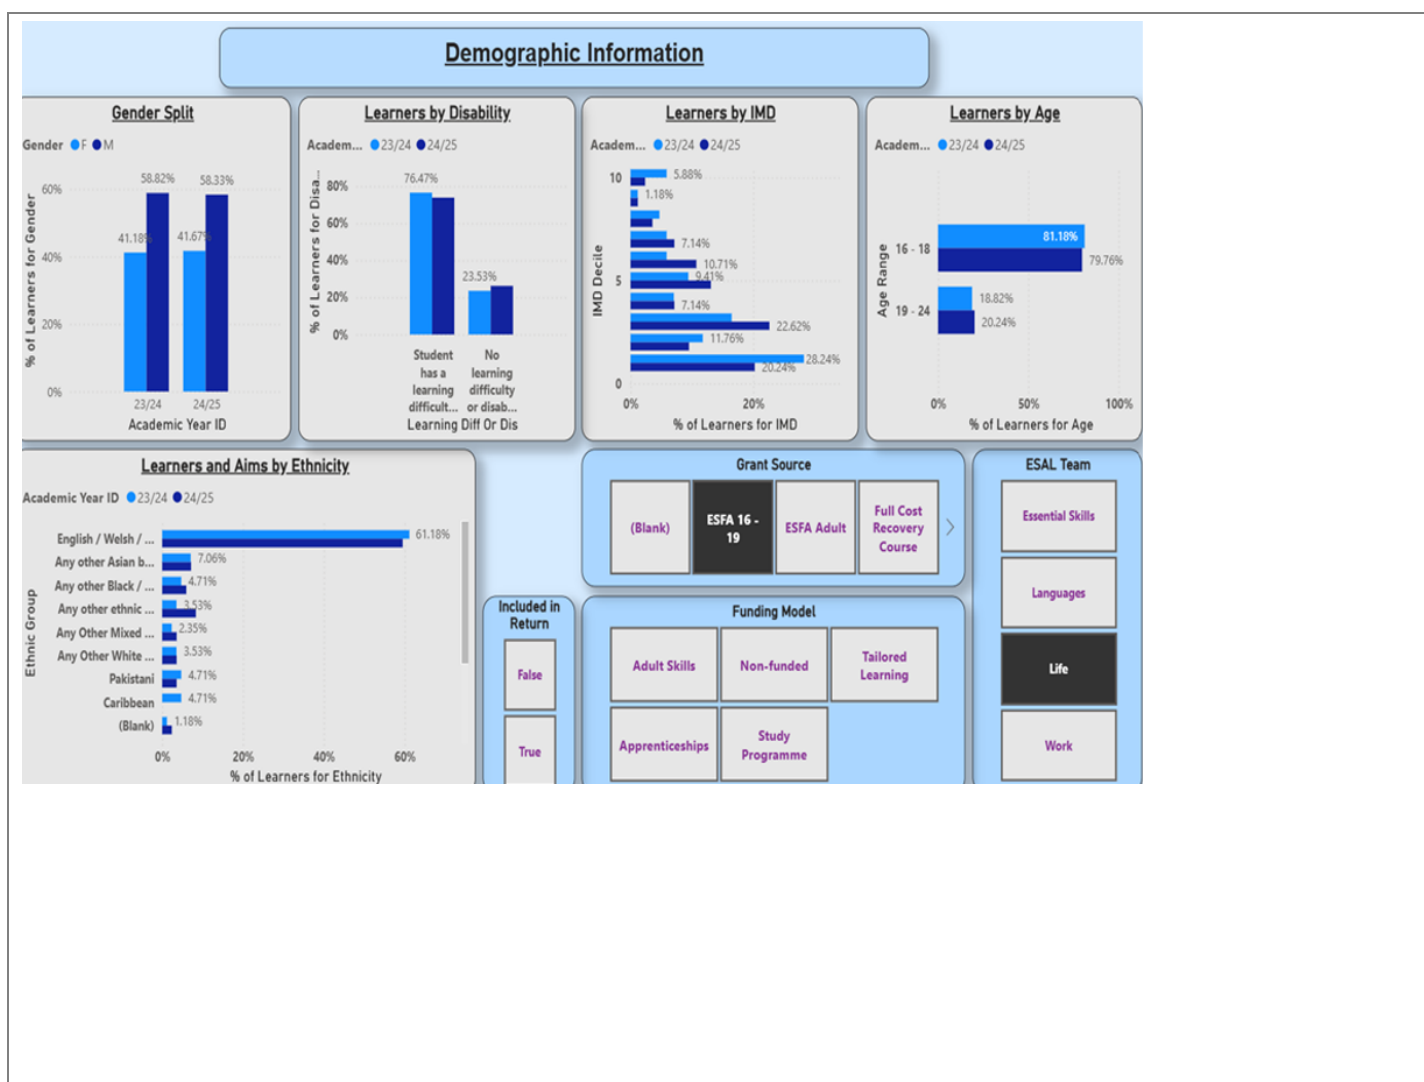 Demographic Information
Gender Split
Gender F M
% of Learners for Gender
60%
40%
20%
0%
58.82%
58.33%
41.18%
41.67%
23/24
24/25
Academic Year ID
Learners by Disability
Academ... 23/24 24/25
% of Learners for Disa...
80%
60%
40%
20%
0%
76.47%
23.53%
Student
has a
learning
difficult...
No
learning
difficulty
or disab...
Learning Diff Or Dis
Learners by IMD
Academ... 23/24 24/25
IMD Decile
10
5
0
5.88%
1.18%
7.14%
10.71%
9.41%
7.14%
22.62%
11.76%
28.24%
20.24%
0%
20%
% of Learners for IMD
Learners by Age
Academ... 23/24 24/25
Age Range
16 - 18
81.18%
79.76%
19 - 24
18.82%
20.24%
0%
50%
100%
% of Learners for Age
Learners and Aims by Ethnicity
Academic Year ID 23/24 24/25
Ethnic Group
English / Welsh / ...
61.18%
Any other Asian b...
7.06%
Any other Black / ...
4.71%
Any other ethnic ...
3.53%
Any Other Mixed ...
2.35%
Any Other White ...
3.53%
Pakistani
4.71%
Caribbean
4.71%
(Blank)
1.18%
0%
20%
40%
60%
% of Learners for Ethnicity
Included in
Return
False
True
Grant Source
(Blank)
ESFA 16 -
19
ESFA Adult
Full Cost
Recovery
Course
Funding Model
Adult Skills
Non-funded
Tailored
Learning
Apprenticeships
Study
Programme
ESAL Team
Essential Skills
Languages
Life
Work